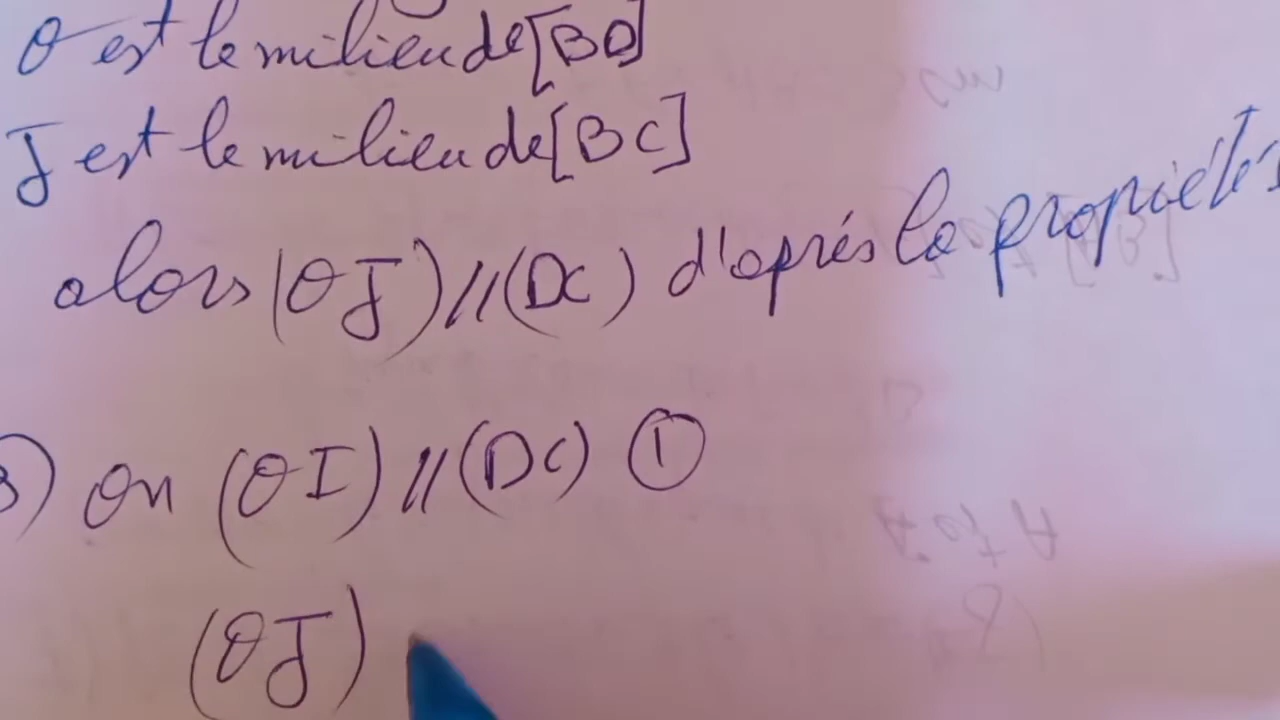 O est le milieu de [BD]
J est le milieu de [BC]
alors (OJ) // (DC) d'après la propriétés
3) On (OI) // (DC) ①
(OJ)